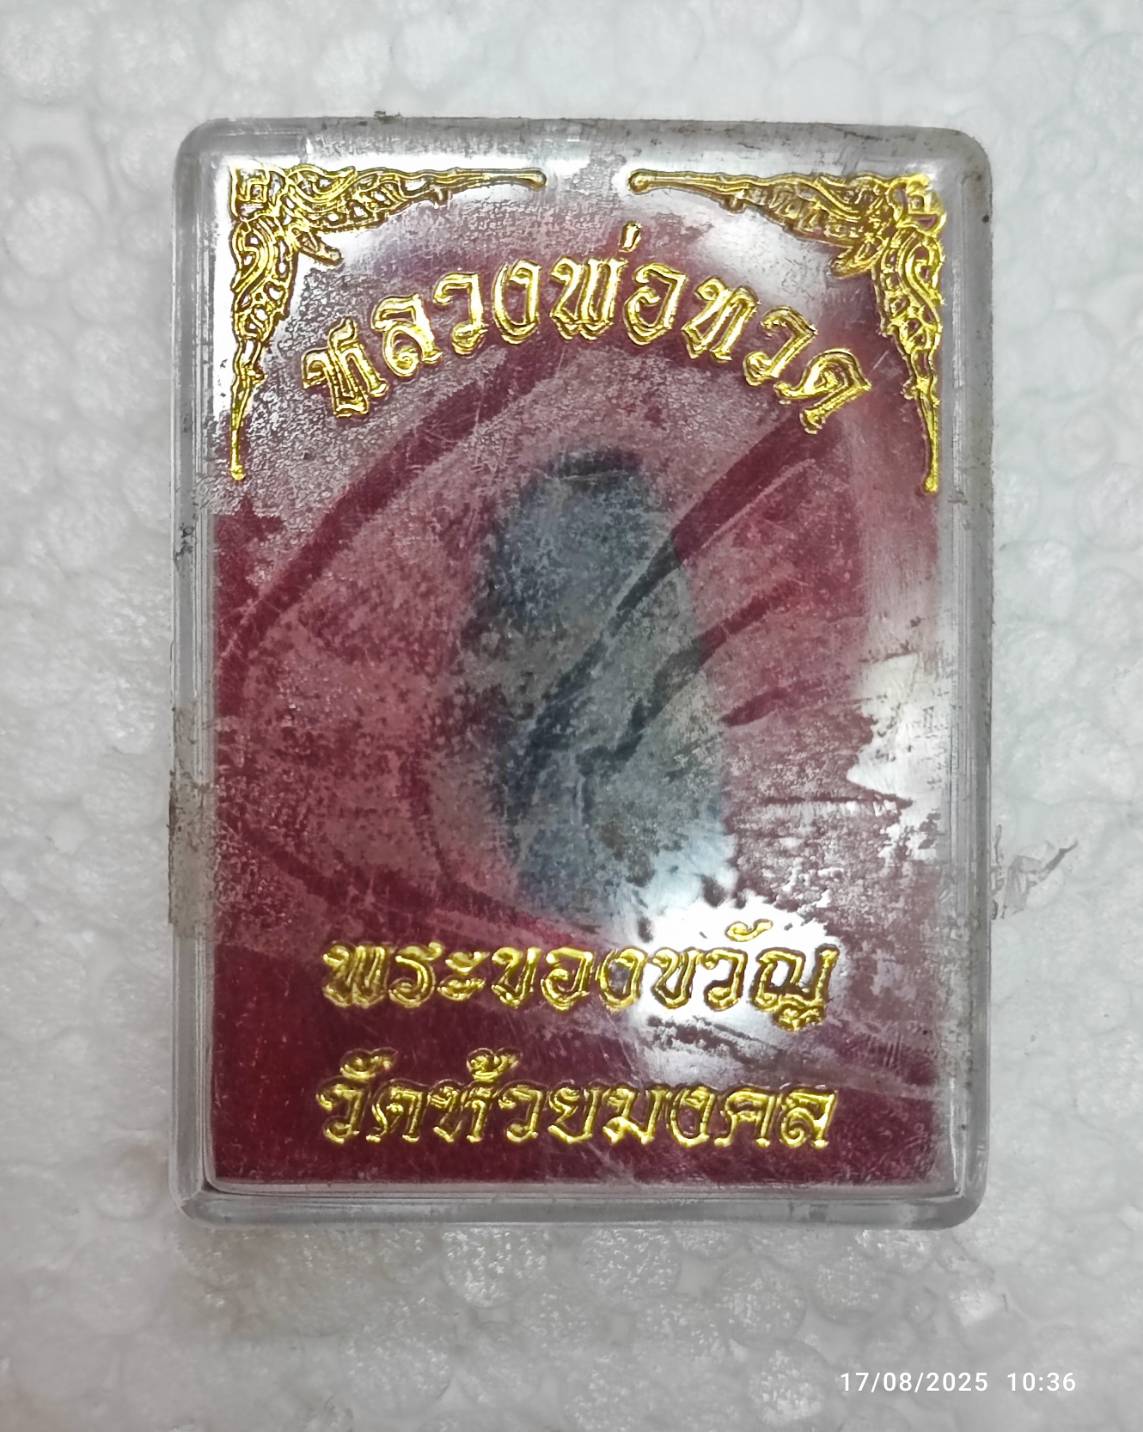 หลวงพ่อทวด
พระของขวัญ
วัดห้วยมงคล
17/08/2025 10:36